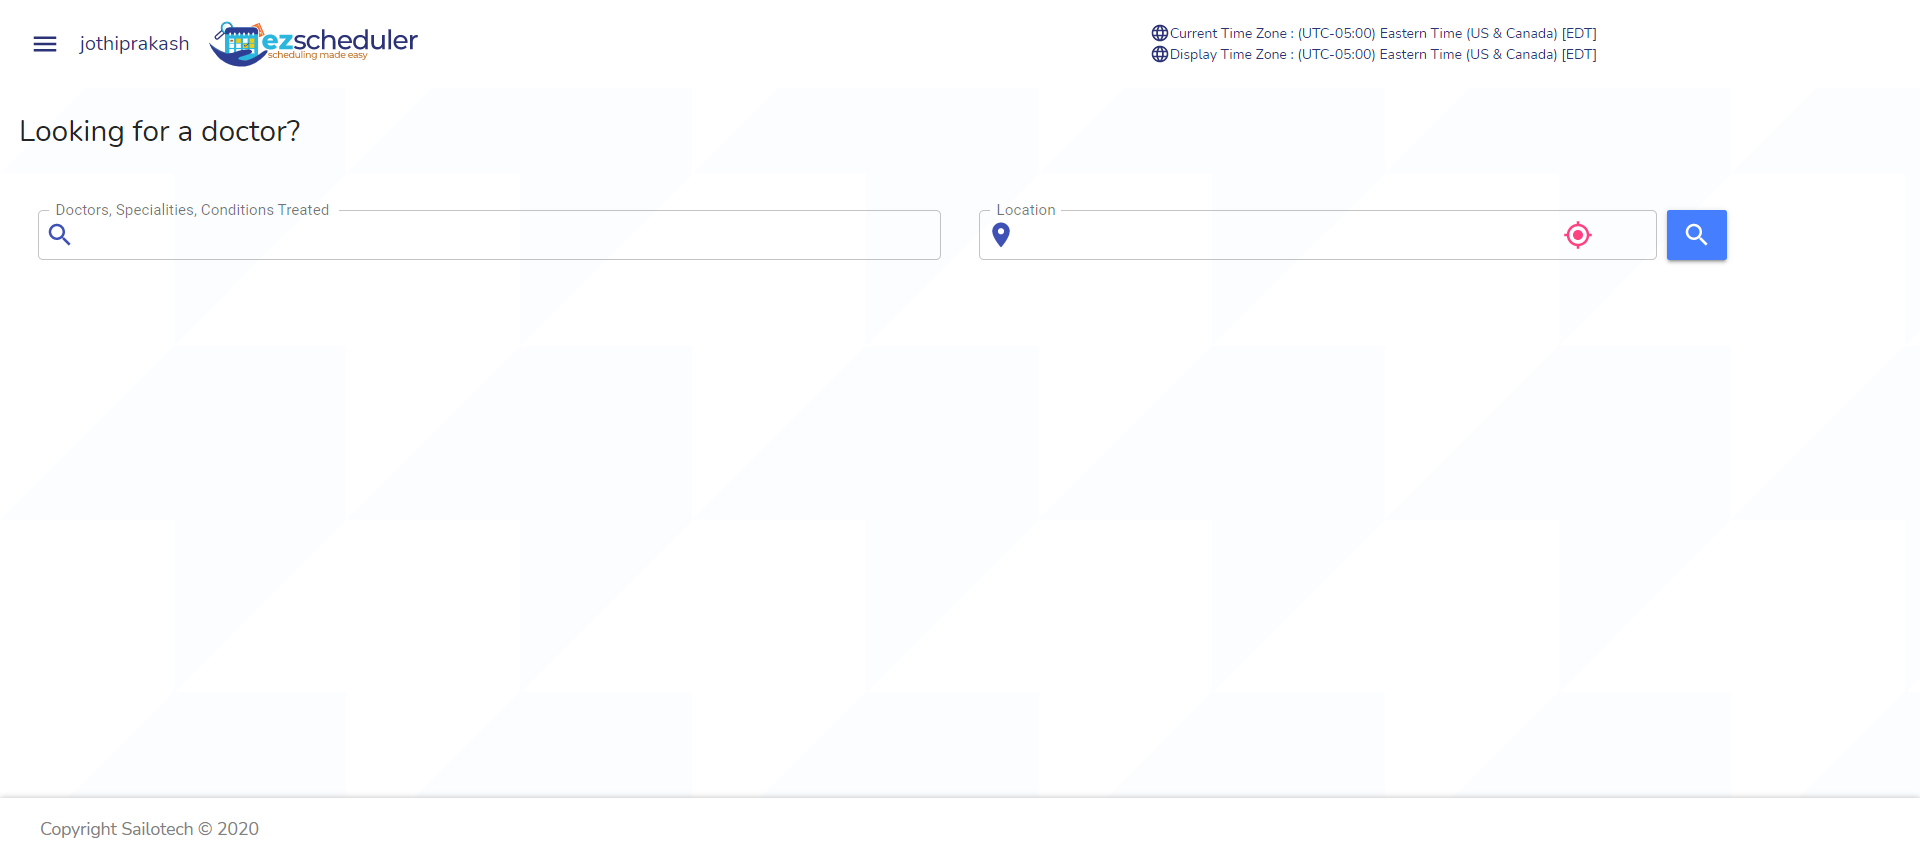 jothiprakash
ezscheduler
scheduling made easy
Current Time Zone : (UTC-05:00) Eastern Time (US & Canada) [EDT]
Display Time Zone : (UTC-05:00) Eastern Time (US & Canada) [EDT]
Looking for a doctor?
Doctors, Specialities, Conditions Treated
Location
Copyright Sailotech © 2020